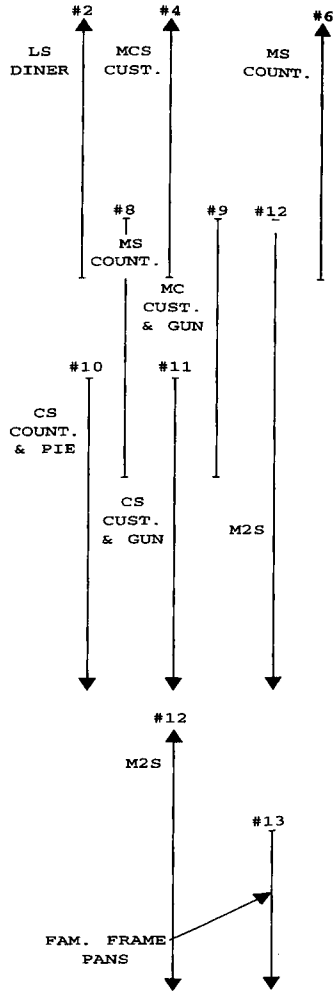 #2 #4 #6
LS MCS MS
DINER CUST. COUNT.
#8 #9 #12
MS
COUNT.
MC
CUST.
& GUN
#10 #11
CS
COUNT.
& PIE
CS
CUST.
& GUN
M2S
#12
M2S
#13
FAM. FRAME
PANS